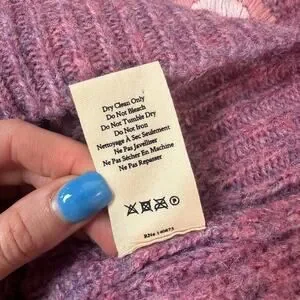 Dry Clean Only
Do Not Bleach
Do Not Tumble Dry
Do Not Iron
Nettoyage À Sec Seulement
Ne Pas Javelliser
Ne Pas Sécher En Machine
Ne Pas Repasser